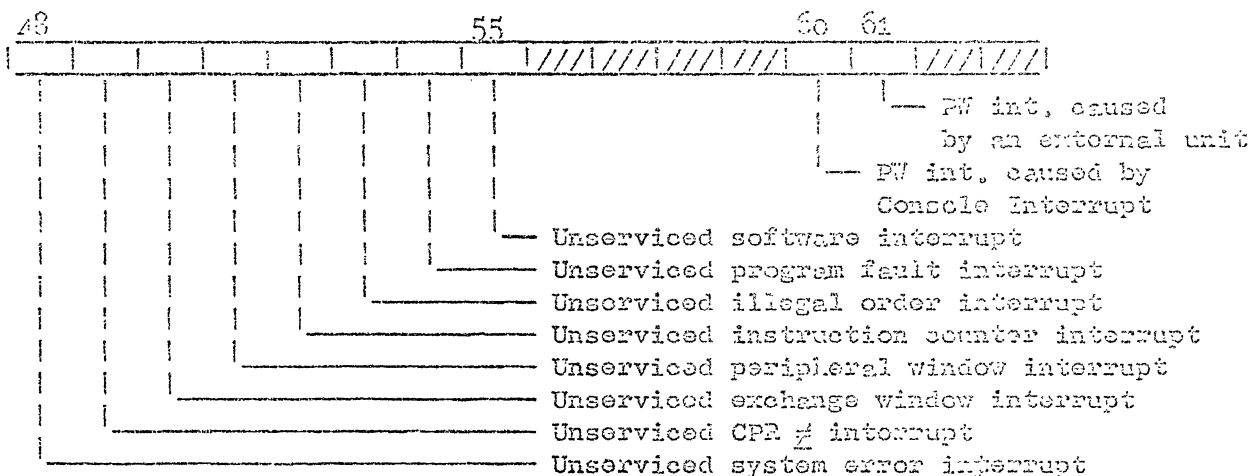 48 55 60 61
PW int. caused
by an external unit
PW int. caused by
Console Interrupt
Unserviced software interrupt
Unserviced program fault interrupt
Unserviced illegal order interrupt
Unserviced instruction counter interrupt
Unserviced peripheral window interrupt
Unserviced exchange window interrupt
Unserviced CPR ≠ interrupt
Unserviced system error interrupt